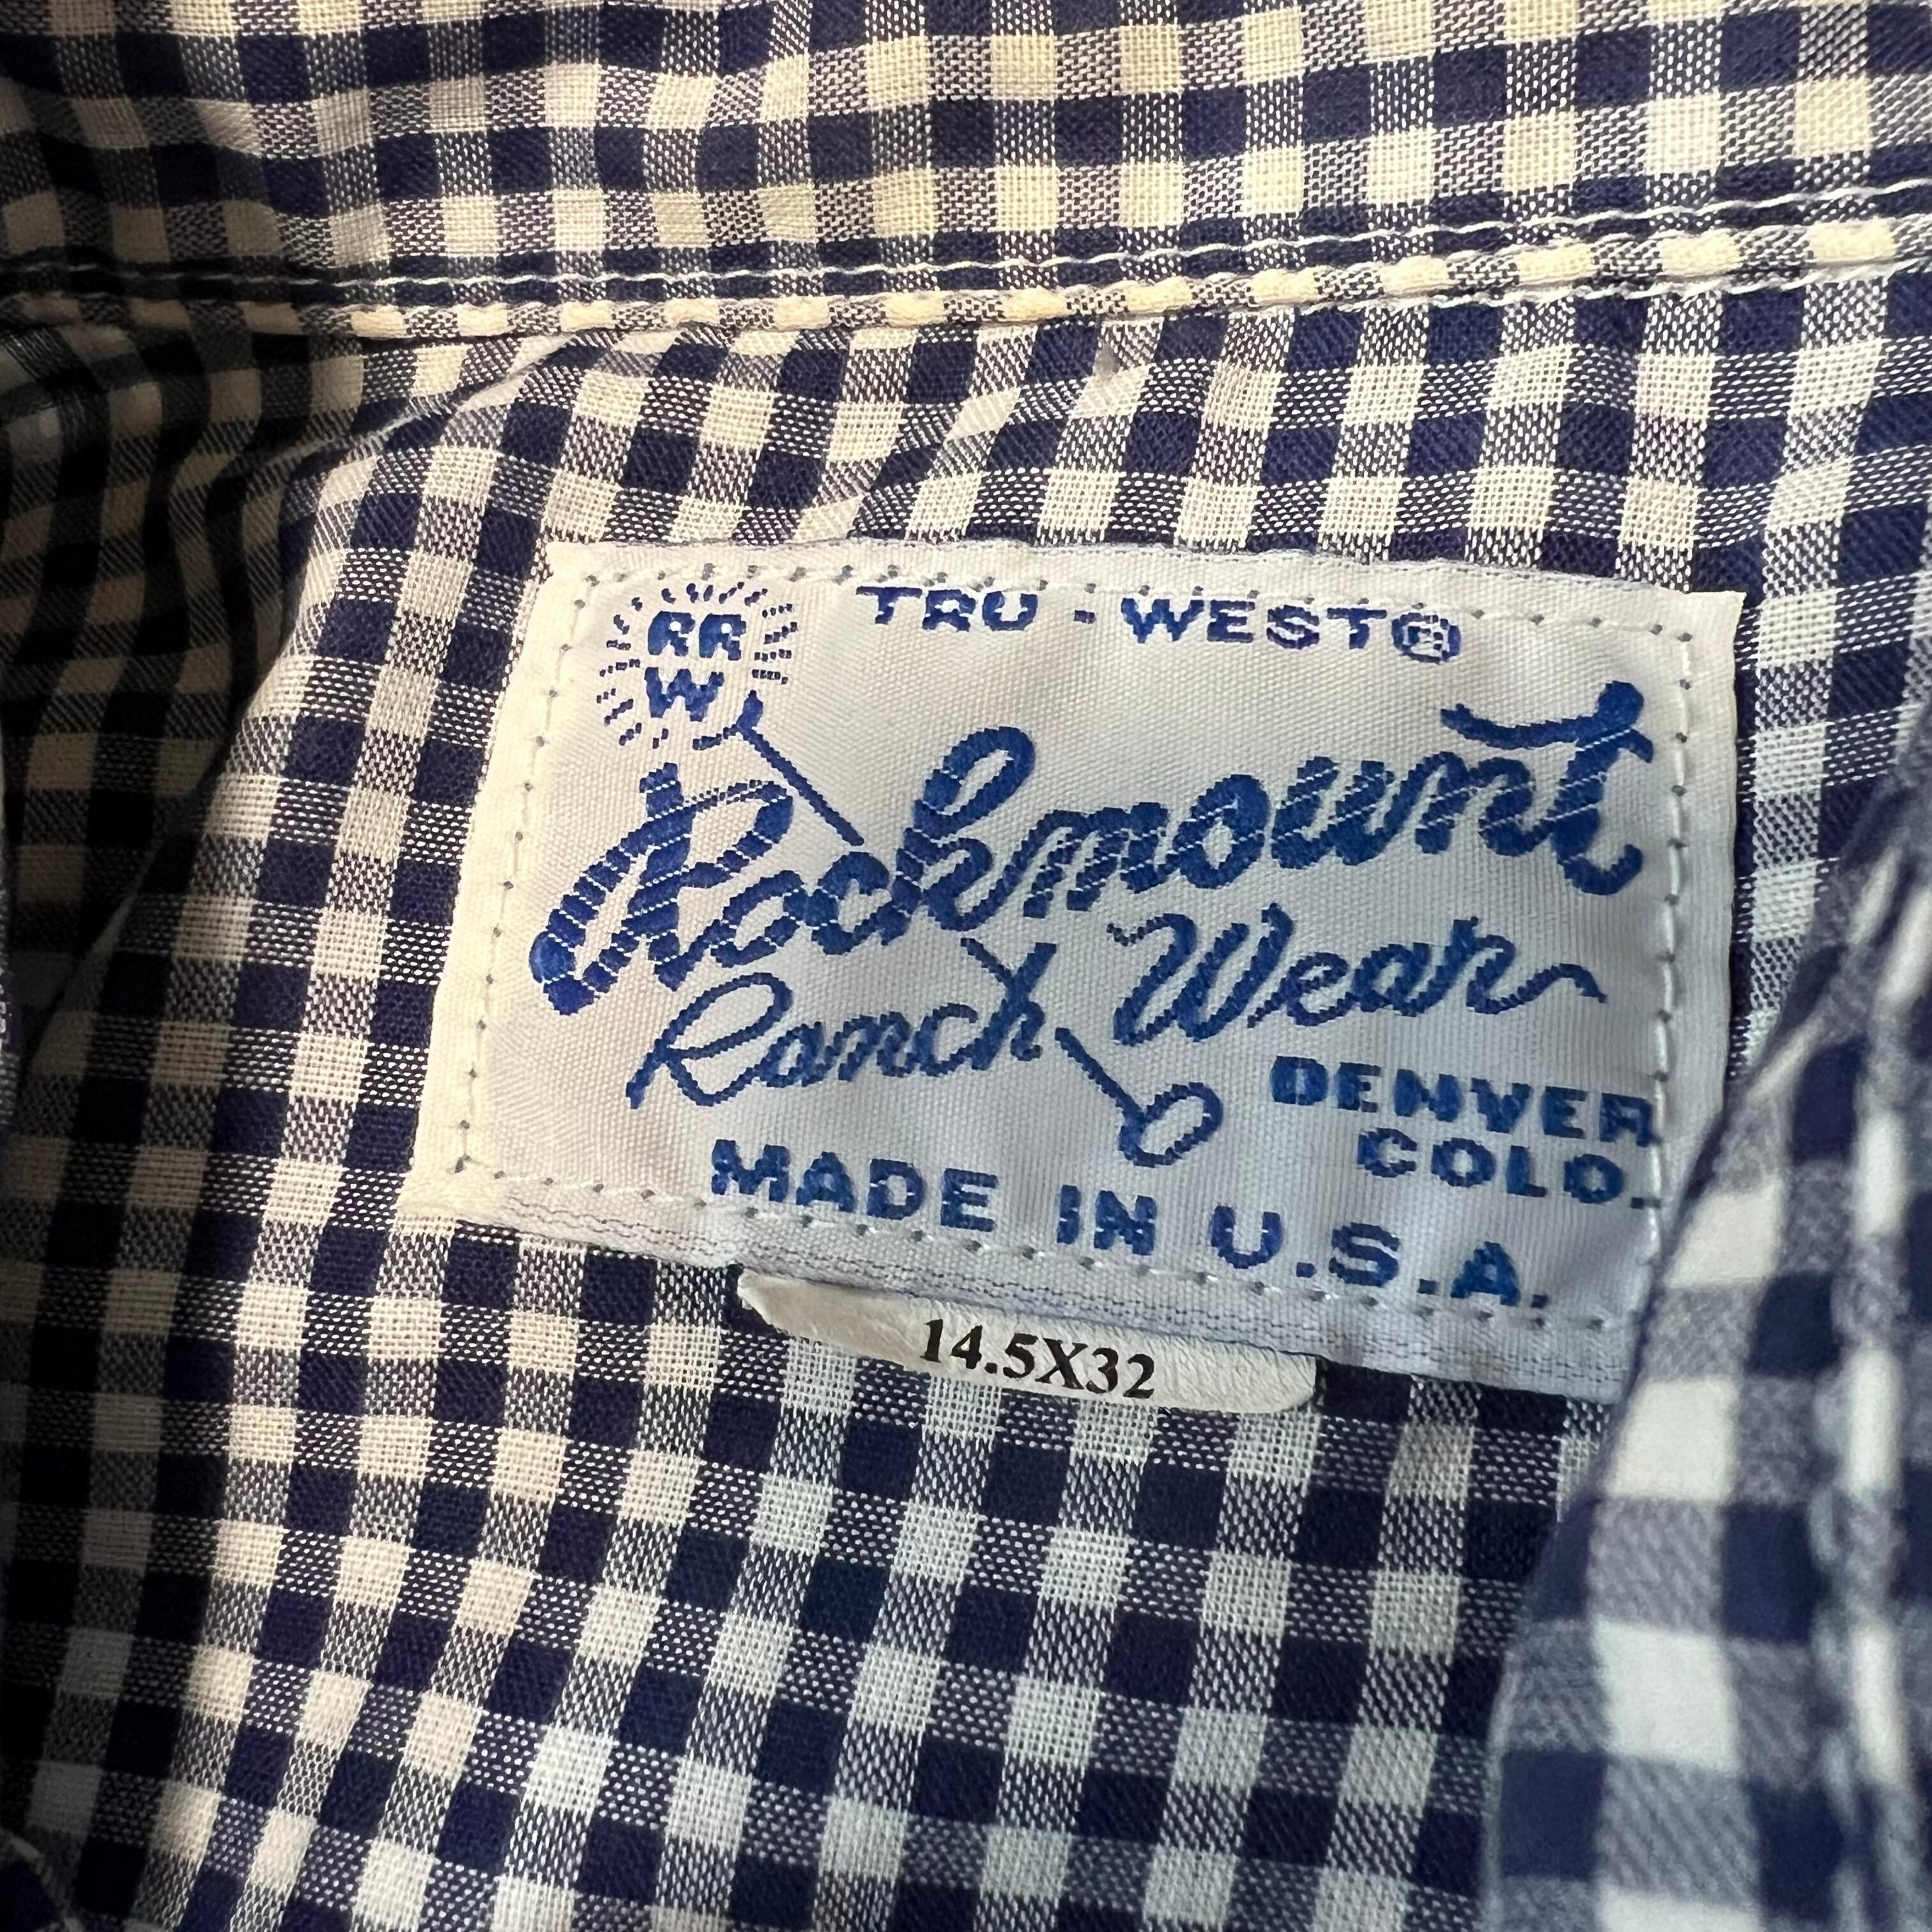 RR
W
TRU-WEST®
Rockmount
Ranch Wear
DENVER
COLO.
MADE IN U.S.A.
14.5X32